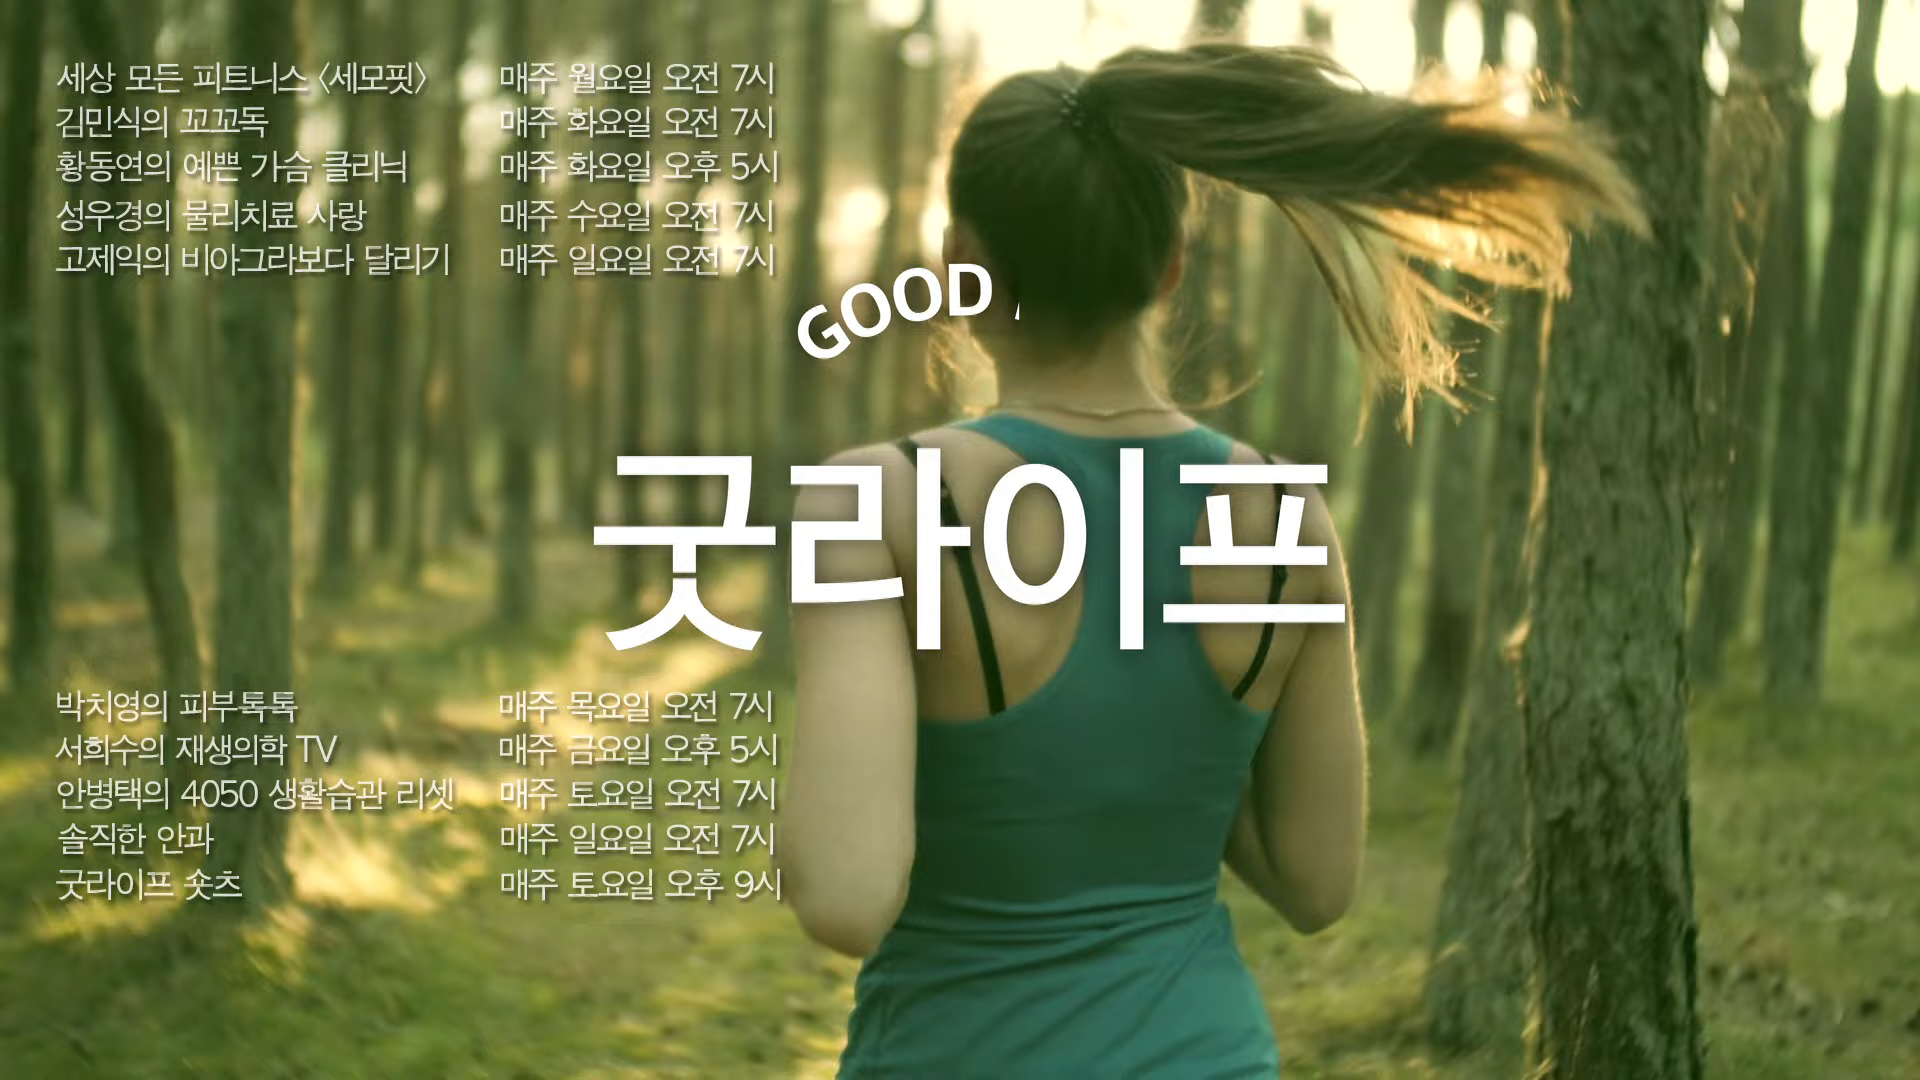 세상 모든 피트니스 〈세모핏〉 매주 월요일 오전 7시
김민식의 꼬꼬독 매주 화요일 오전 7시
황동연의 예쁜 가슴 클리닉 매주 화요일 오후 5시
성우경의 물리치료 사랑 매주 수요일 오전 7시
고제익의 비아그라보다 달리기 매주 일요일 오전 7시
GOOD
굿라이프
박치영의 피부톡톡 매주 목요일 오전 7시
서희수의 재생의학 TV 매주 금요일 오후 5시
안병택의 4050 생활습관 리셋 매주 토요일 오전 7시
솔직한 안과 매주 일요일 오전 7시
굿라이프 숏츠 매주 토요일 오후 9시